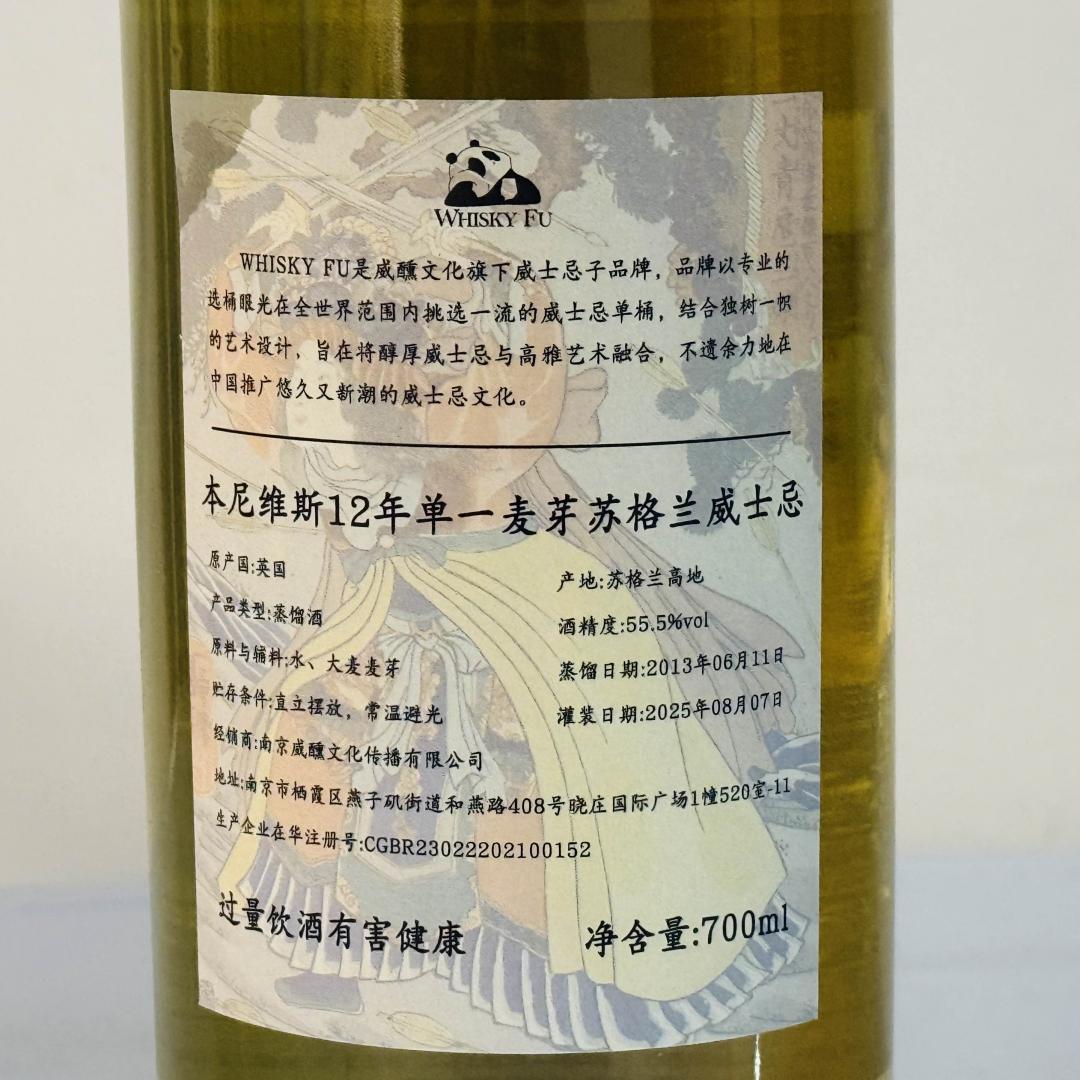 WHISKY FU
WHISKY FU是威醺文化旗下威士忌子品牌，品牌以专业的
选桶眼光在全世界范围内挑选一流的威士忌单桶，结合独树一帜
的艺术设计，旨在将醇厚威士忌与高雅艺术融合，不遗余力地在
中国推广悠久又新潮的威士忌文化。
本尼维斯12年单一麦芽苏格兰威士忌
原产国:英国
产地:苏格兰高地
产品类型:蒸馏酒
酒精度:55.5%vol
原料与辅料:水、大麦麦芽
蒸馏日期:2013年06月11日
贮存条件:直立摆放，常温避光
灌装日期:2025年08月07日
经销商:南京威醺文化传播有限公司
地址:南京市栖霞区燕子矶街道和燕路408号晓庄国际广场1幢520室-11
生产企业在华注册号:CGBR23022202100152
过量饮酒有害健康
净含量:700ml